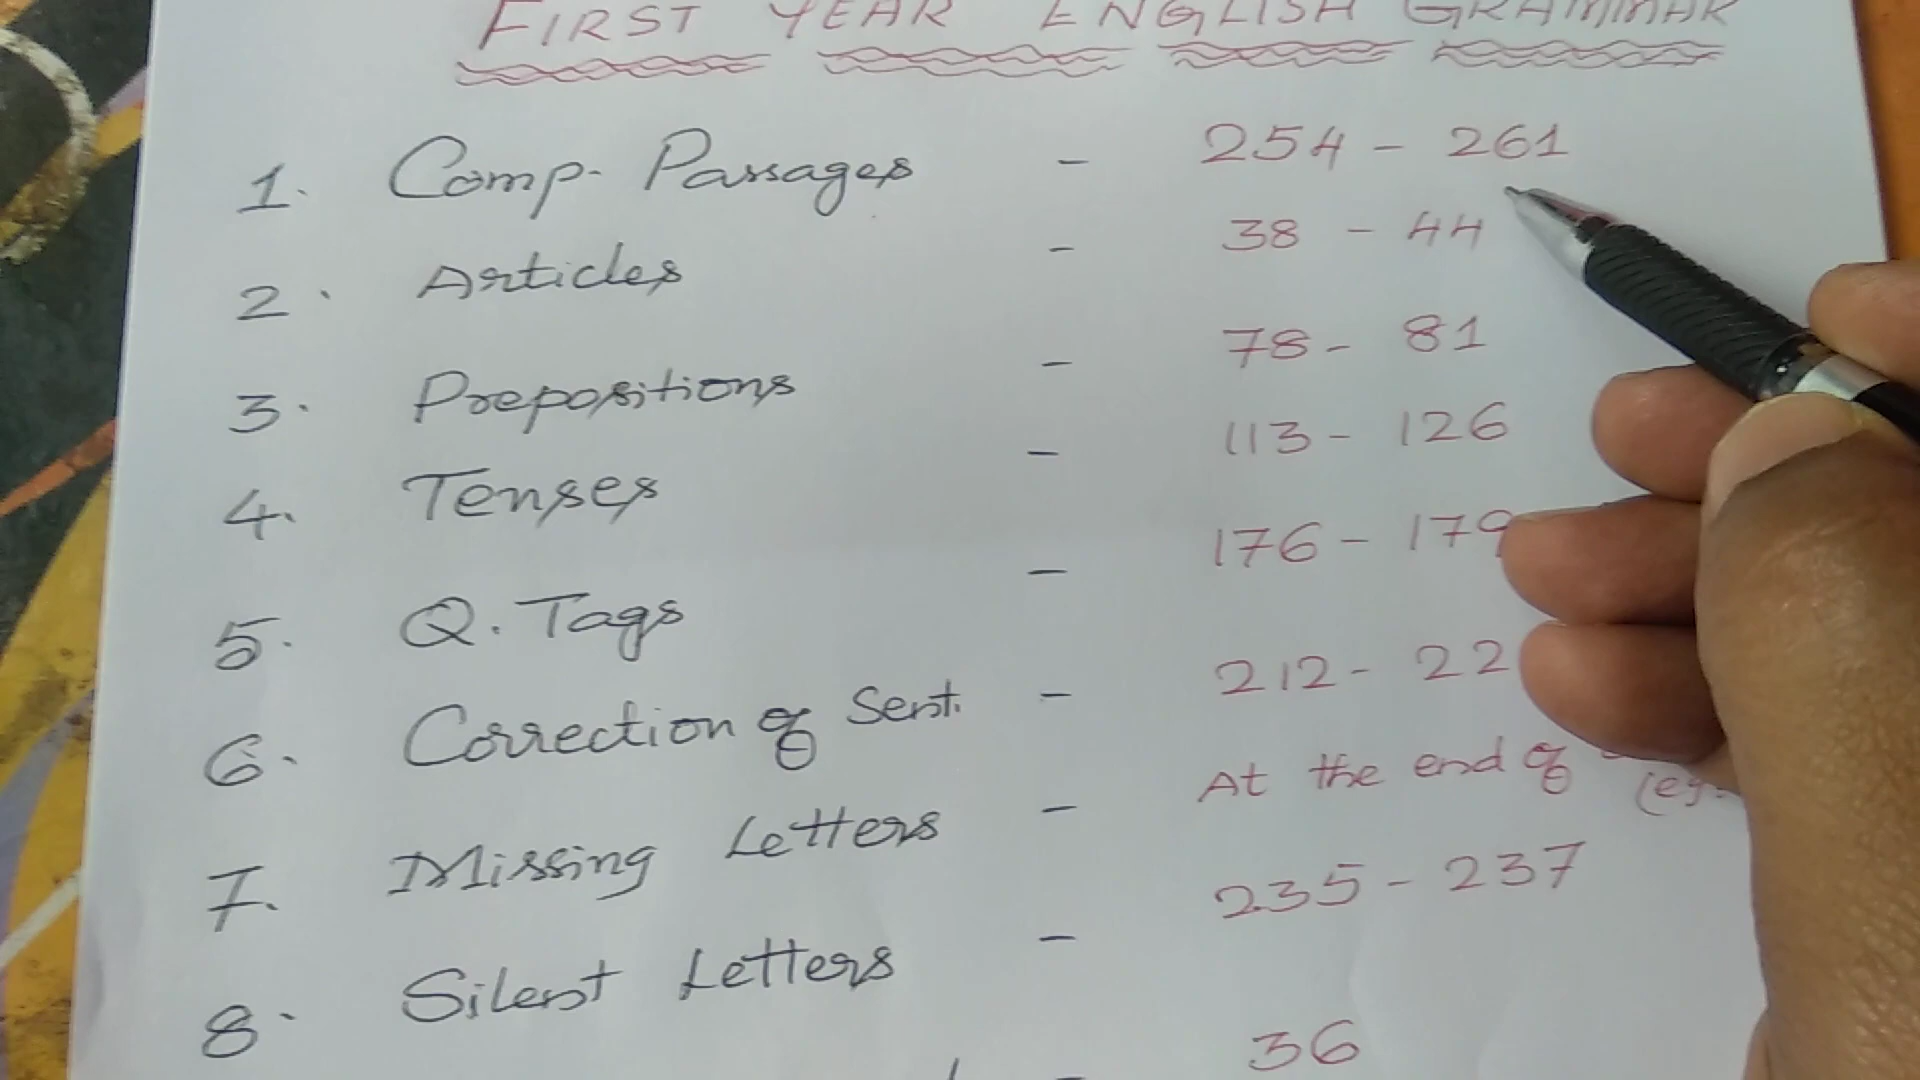 FIRST YEAR ENGLISH GRAMMAR
1. Comp. Passages - 254 - 261
2. Articles - 38 - 44
3. Prepositions - 78 - 81
4. Tenses - 113 - 126
5. Q. Tags - 176 - 179
6. Correction of Sent. - 212 - 22
7. Missing Letters - At the end of
8. Silent Letters - 235 - 237
- 36